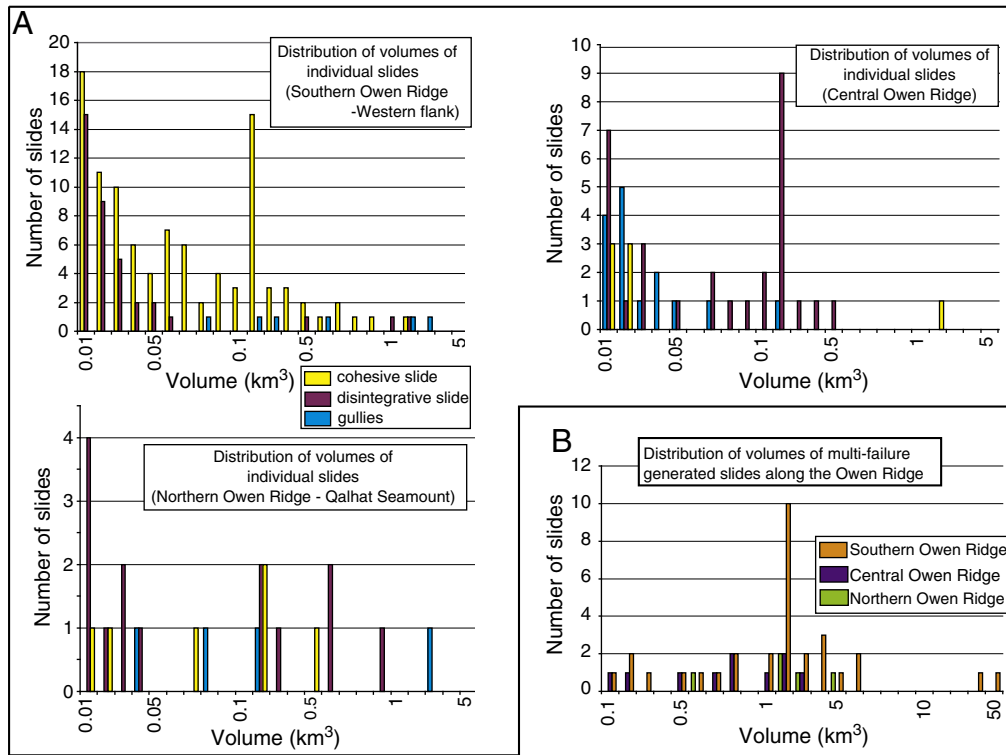 A
Distribution of volumes of
individual slides
(Southern Owen Ridge
-Western flank)
Number of slides
20
18
16
14
12
10
8
6
4
2
0
0.01
0.05
0.1
0.5
1
5
Volume (km³)
Distribution of volumes of
individual slides
(Central Owen Ridge)
Number of slides
10
9
8
7
6
5
4
3
2
1
0
0.01
0.05
0.1
0.5
1
5
Volume (km³)
cohesive slide
disintegrative slide
gullies
Distribution of volumes of
individual slides
(Northern Owen Ridge - Qalhat Seamount)
Number of slides
4
3
2
1
0
0.01
0.05
0.1
0.5
1
5
Volume (km³)
B
Distribution of volumes of multi-failure
generated slides along the Owen Ridge
Number of slides
12
10
8
6
4
2
0
Southern Owen Ridge
Central Owen Ridge
Northern Owen Ridge
0.1
0.5
1
5
10
50
Volume (km³)